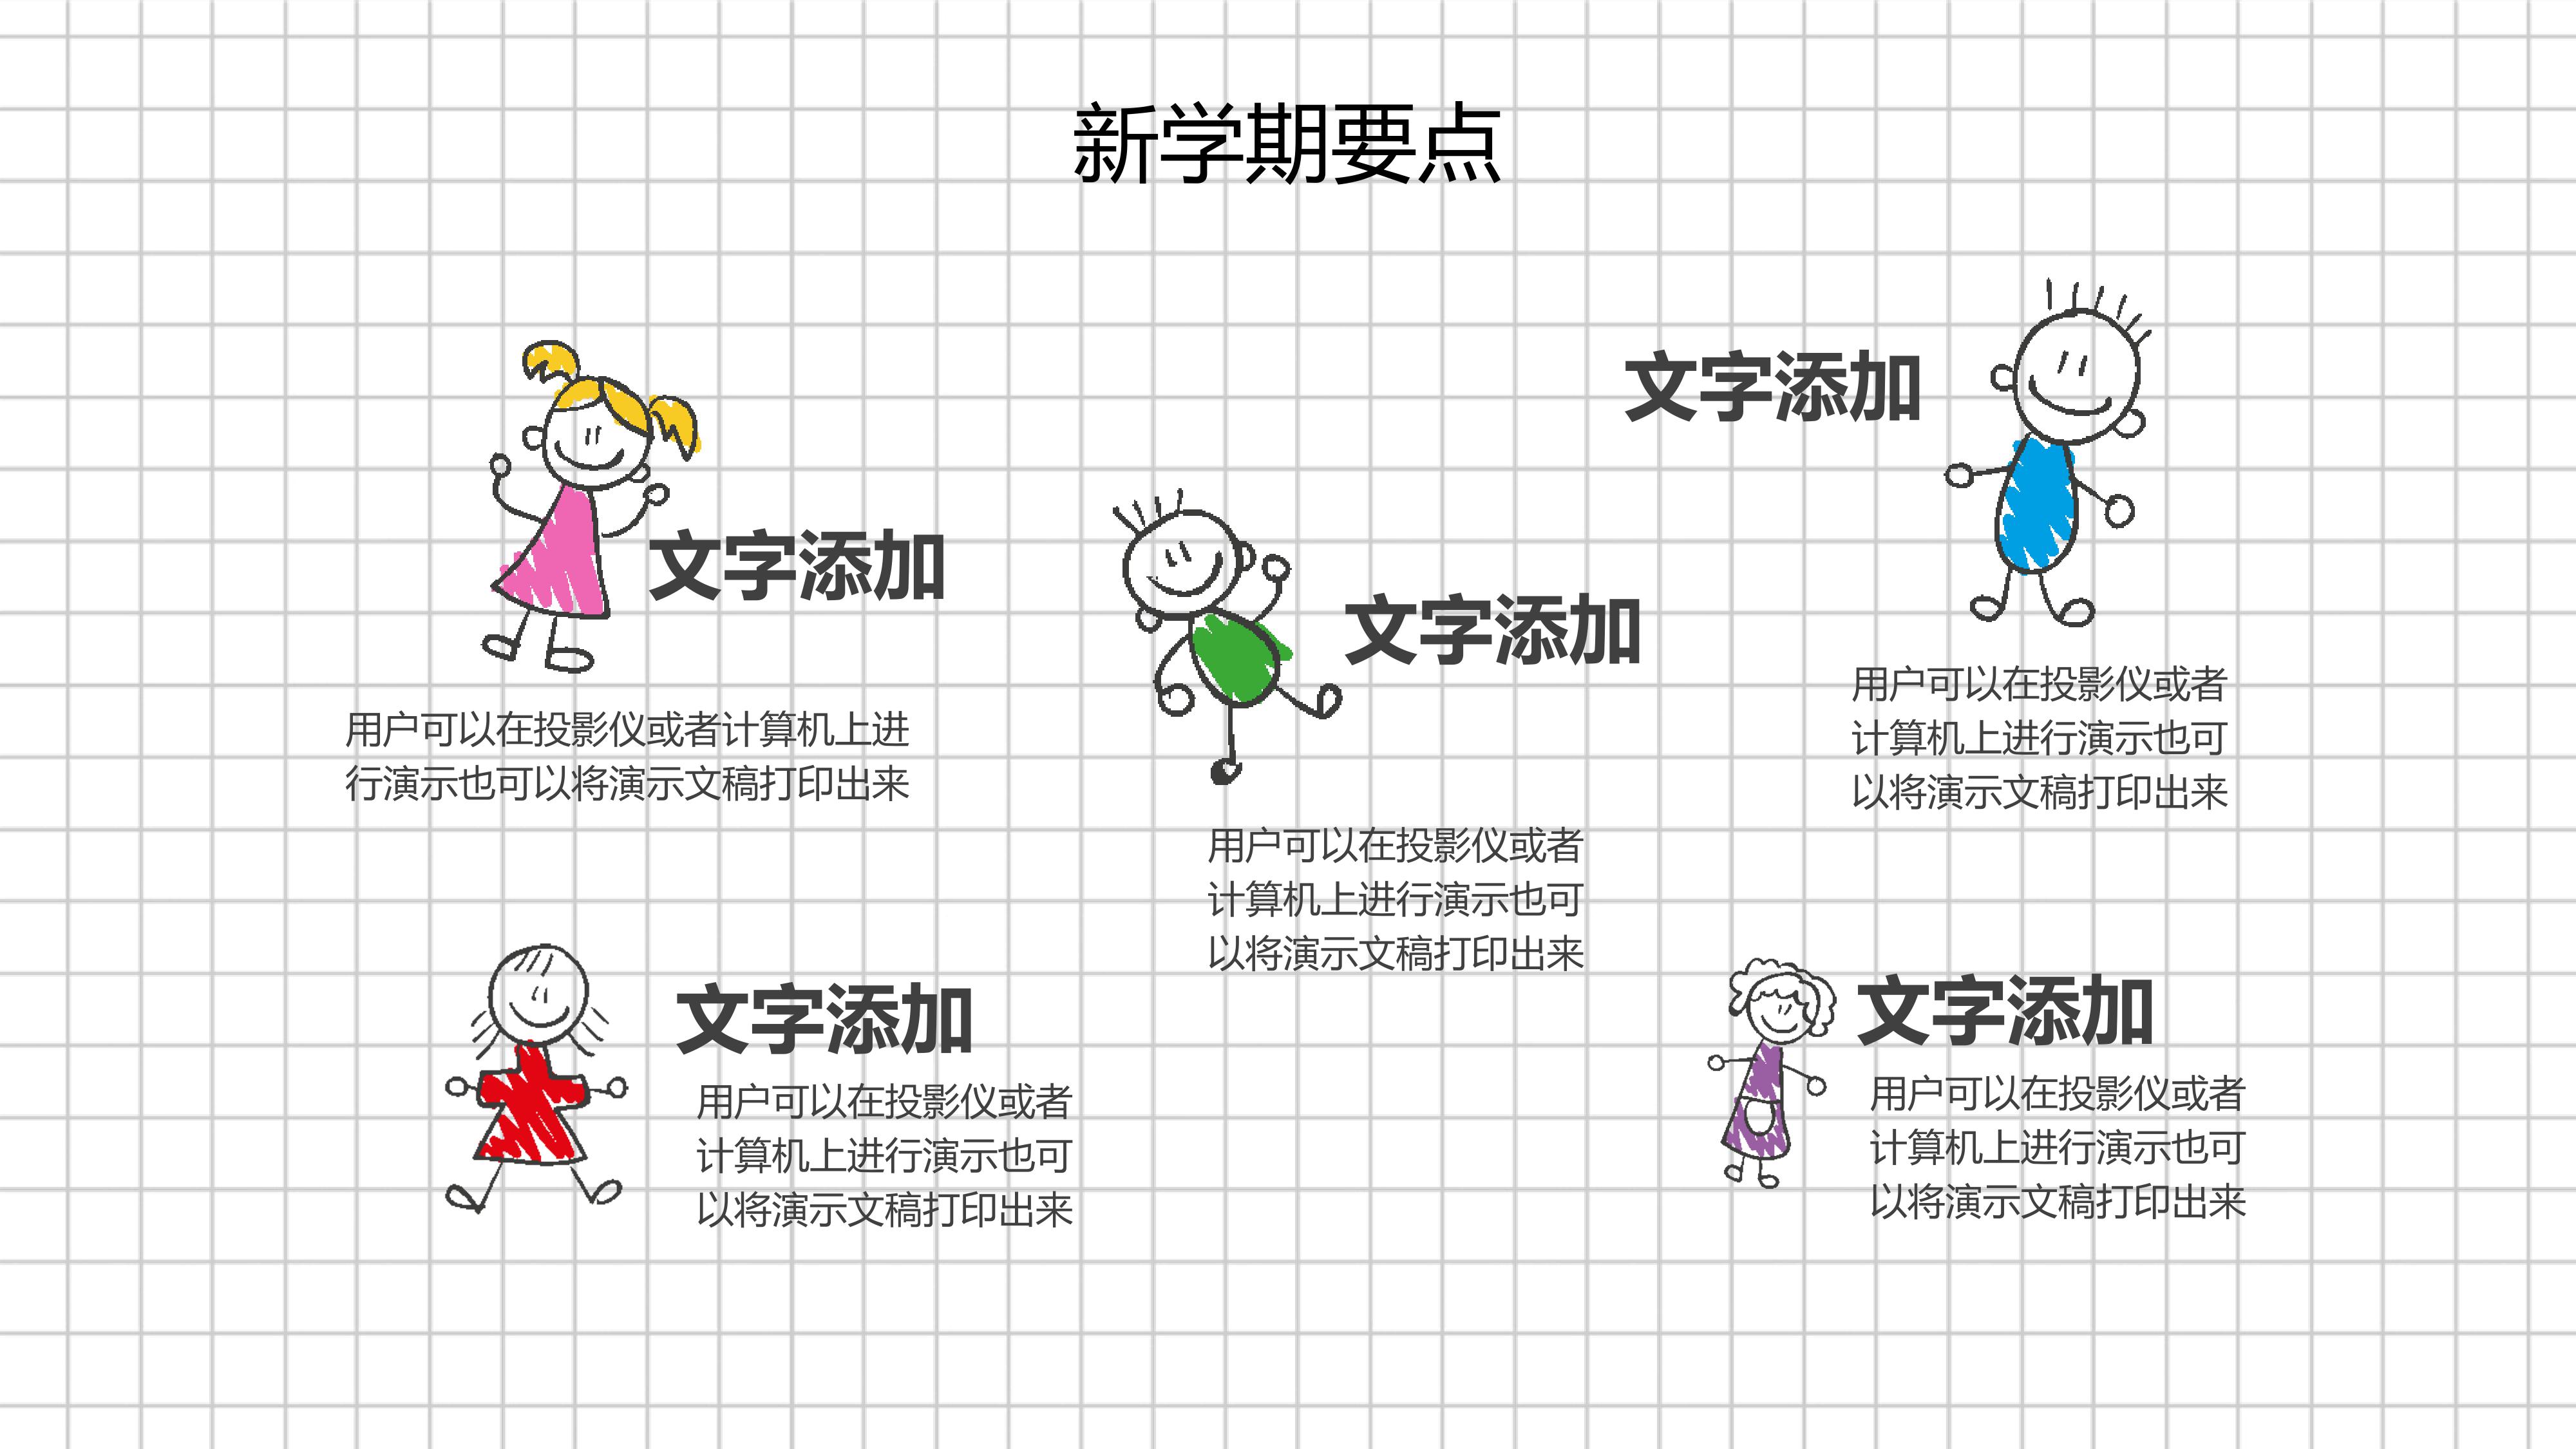 新学期要点
文字添加
用户可以在投影仪或者计算机上进
行演示也可以将演示文稿打印出来
文字添加
用户可以在投影仪或者
计算机上进行演示也可
以将演示文稿打印出来
文字添加
用户可以在投影仪或者
计算机上进行演示也可
以将演示文稿打印出来
文字添加
用户可以在投影仪或者
计算机上进行演示也可
以将演示文稿打印出来
文字添加
用户可以在投影仪或者
计算机上进行演示也可
以将演示文稿打印出来